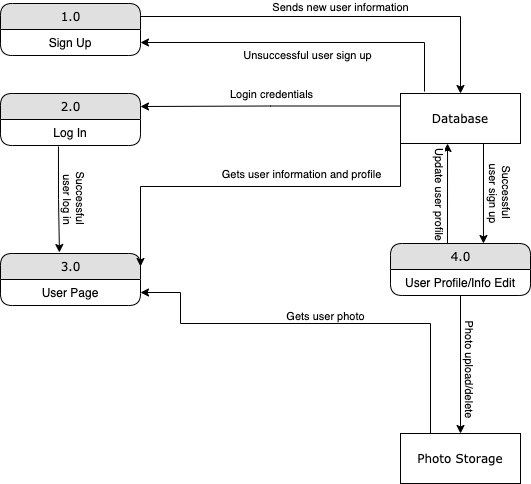 1.0
Sign Up
Sends new user information
Unsuccessful user sign up
2.0
Log In
Login credentials
Database
Successful
user log in
Gets user information and profile
Update user profile
Successful
user sign up
3.0
User Page
4.0
User Profile/Info Edit
Gets user photo
Photo upload/delete
Photo Storage